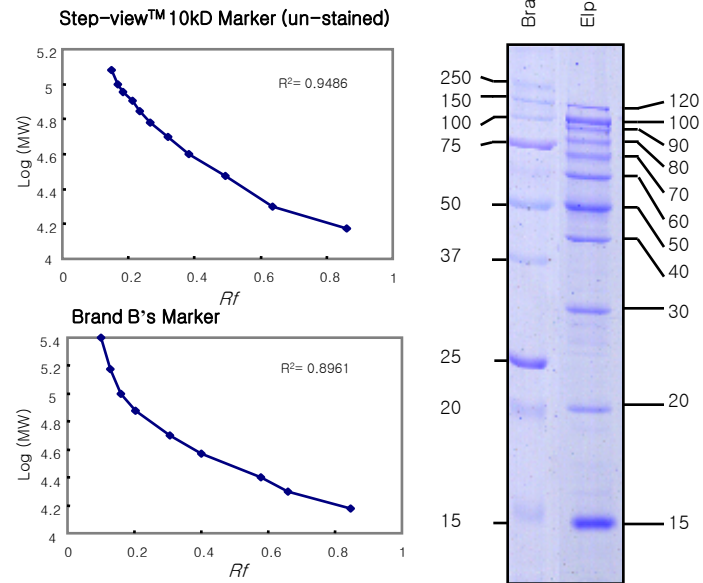 Step-view™ 10kD Marker (un-stained)
5.2
5
4.8
4.6
4.4
4.2
4
Log (MW)
R²= 0.9486
0 0.2 0.4 0.6 0.8 1
Rf
Brand B's Marker
5.4
5.2
5
4.8
4.6
4.4
4.2
4
Log (MW)
R²= 0.8961
0 0.2 0.4 0.6 0.8 1
Rf
Bra
Elp
250
150
100
75
50
37
25
20
15
120
100
90
80
70
60
50
40
30
20
15